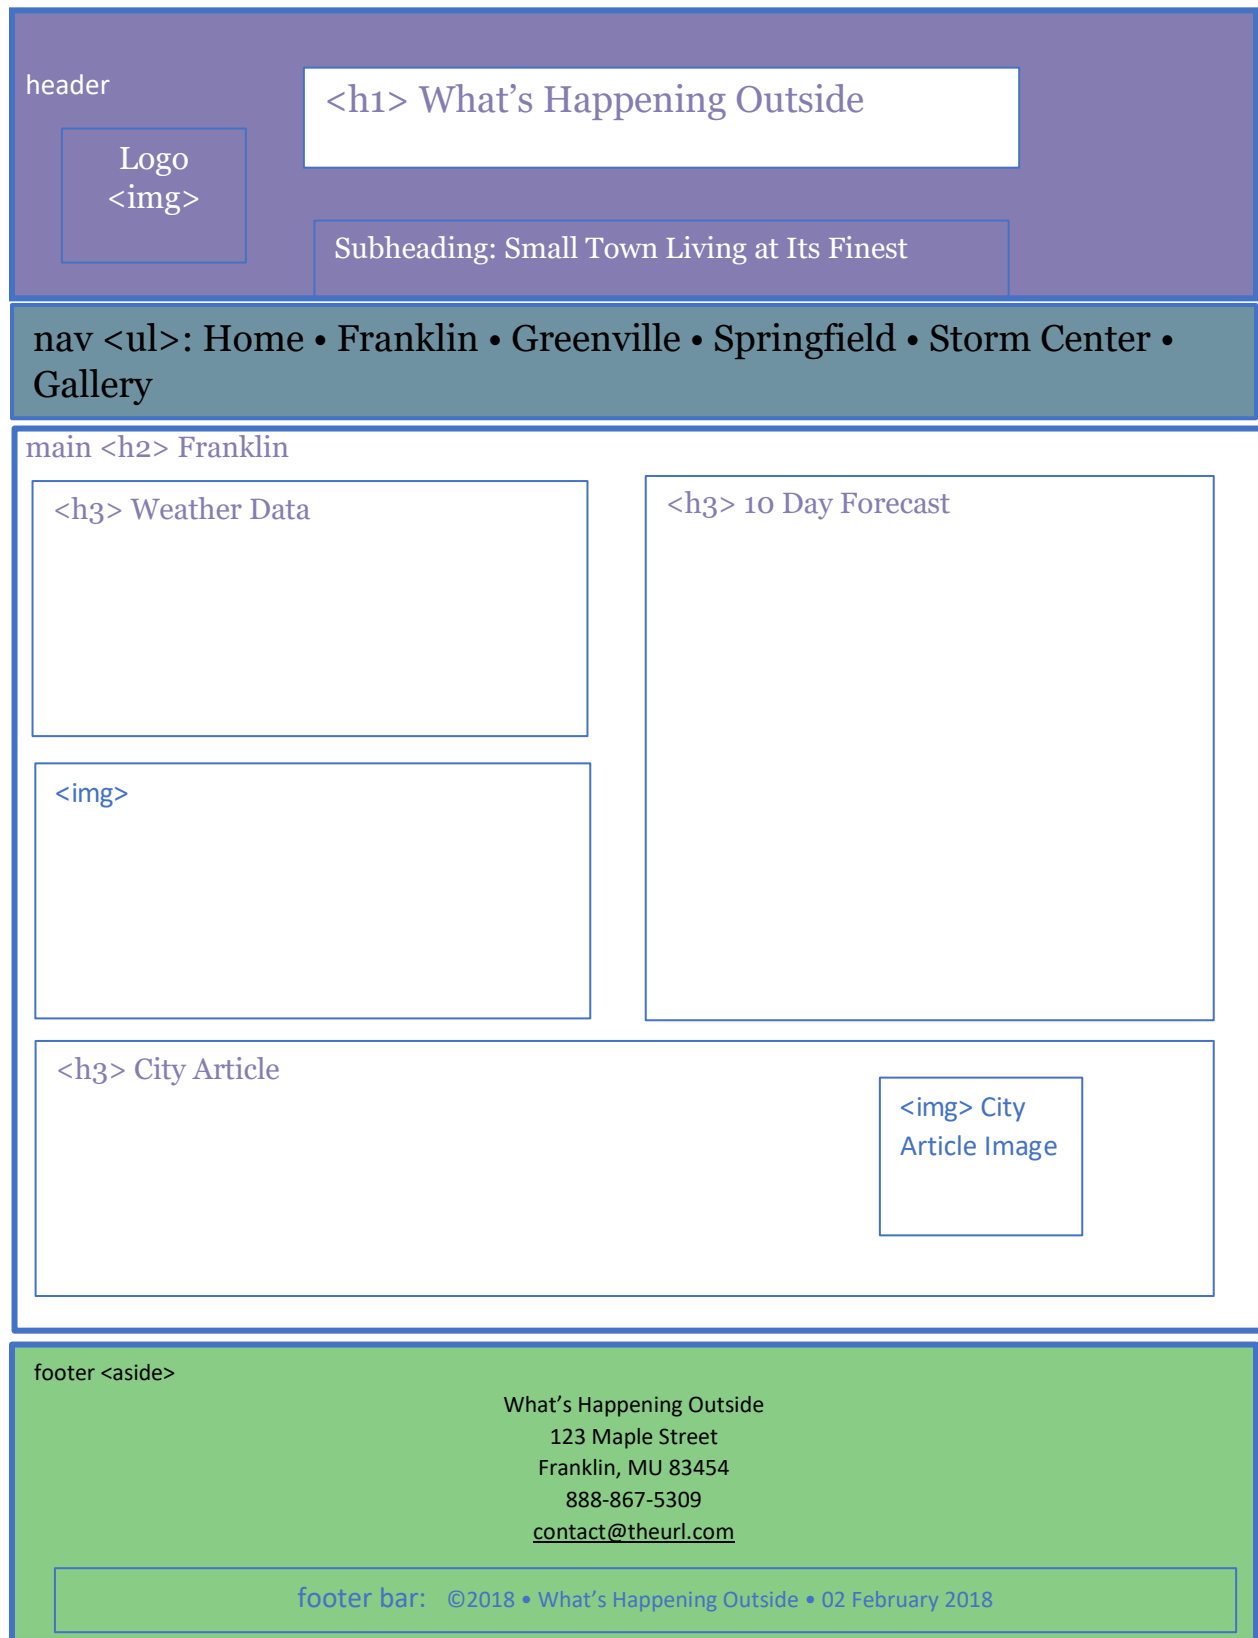 header
<h1> What’s Happening Outside
Logo
<img>
Subheading: Small Town Living at Its Finest
nav <ul>: Home • Franklin • Greenville • Springfield • Storm Center •
Gallery
main <h2> Franklin
<h3> Weather Data
<h3> 10 Day Forecast
<img>
<h3> City Article
<img> City
Article Image
footer <aside>
What’s Happening Outside
123 Maple Street
Franklin, MU 83454
888-867-5309
contact@theurl.com
footer bar: ©2018 • What’s Happening Outside • 02 February 2018